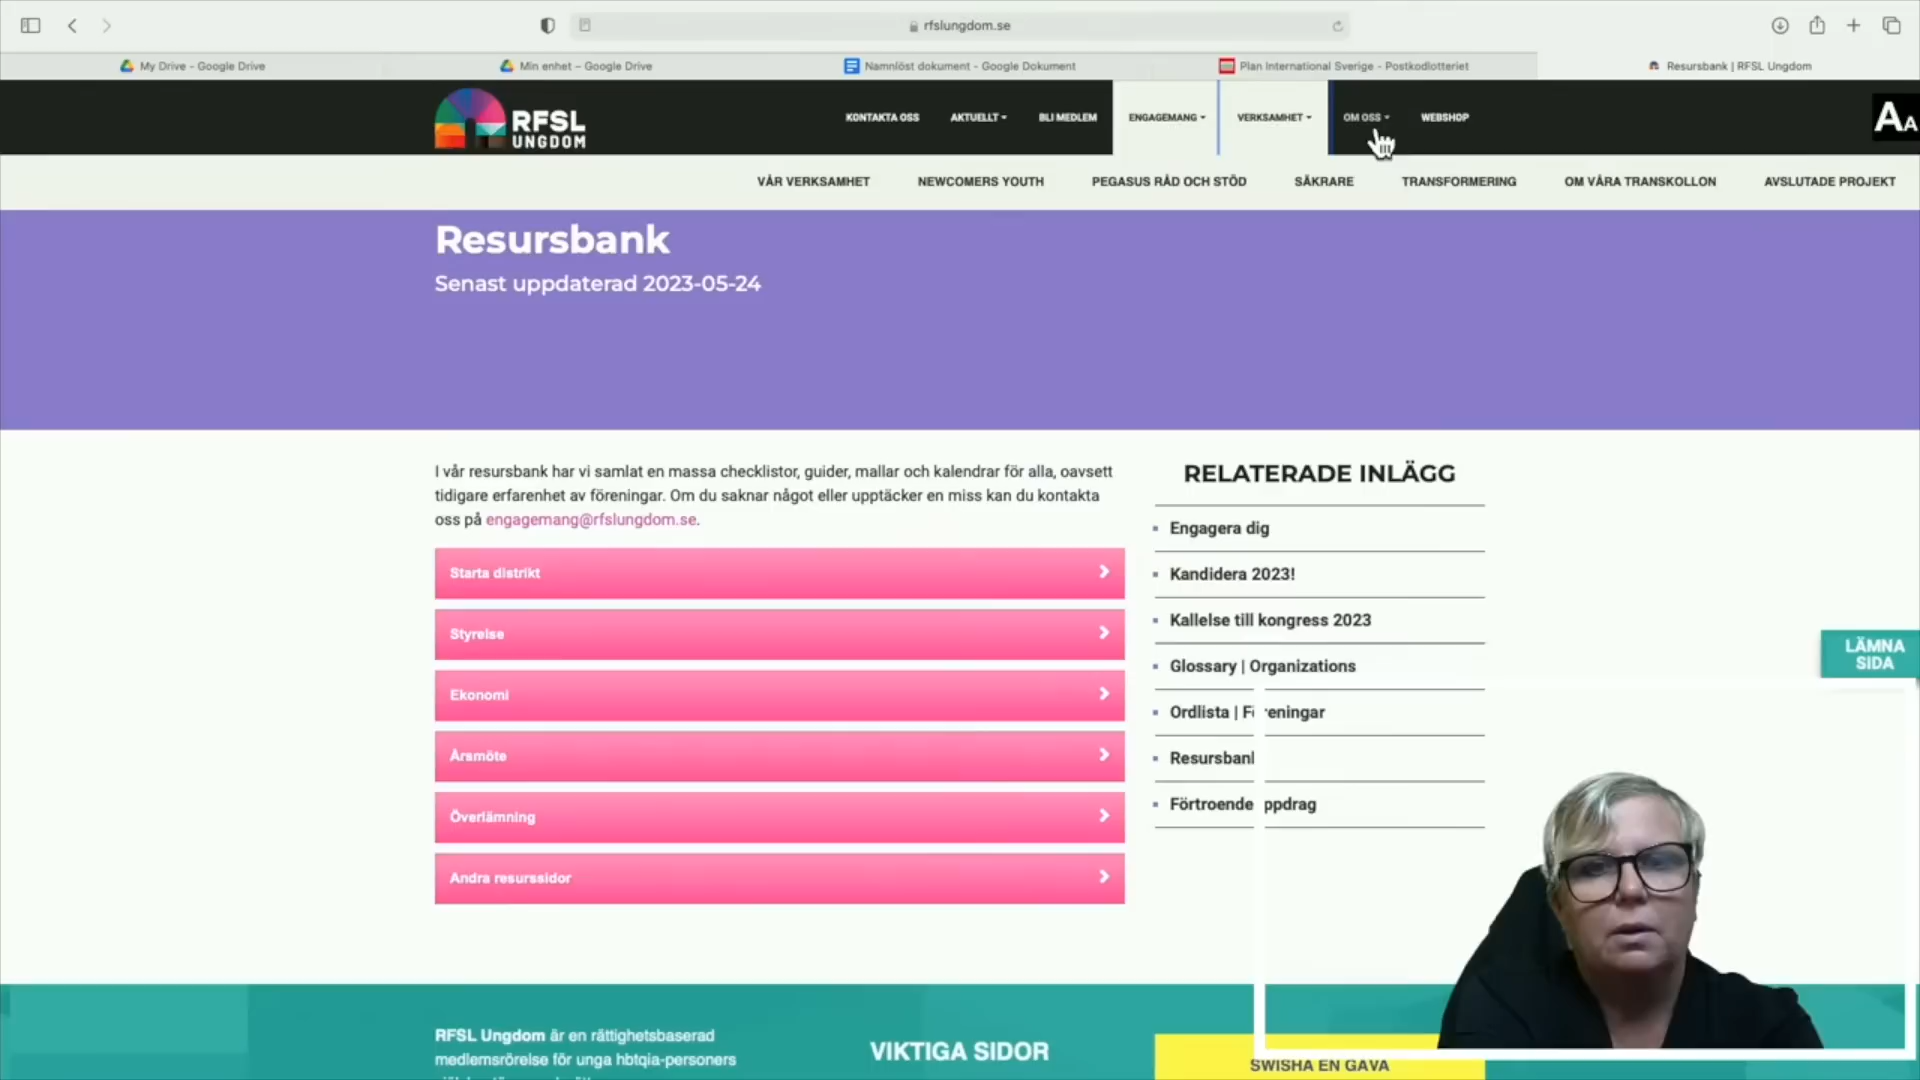 rfslungdom.se
My Drive - Google Drive
Min enhet – Google Drive
Namnlöst dokument - Google Dokument
Plan International Sverige - Postkodlotteriet
Resursbank | RFSL Ungdom
RFSL
UNGDOM
KONTAKTA OSS
AKTUELLT
BLI MEDLEM
ENGAGEMANG
VERKSAMHET
OM OSS
WEBSHOP
AA
VÅR VERKSAMHET
NEWCOMERS YOUTH
PEGASUS RÅD OCH STÖD
SÄKRARE
TRANSFORMERING
OM VÅRA TRANSKOLLON
AVSLUTADE PROJEKT
Resursbank
Senast uppdaterad 2023-05-24
I vår resursbank har vi samlat en massa checklistor, guider, mallar och kalendrar för alla, oavsett
tidigare erfarenhet av föreningar. Om du saknar något eller upptäcker en miss kan du kontakta
oss på engagemang@rfslungdom.se.
Starta distrikt
Styrelse
Ekonomi
Årsmöte
Överlämning
Andra resurssidor
RELATERADE INLÄGG
Engagera dig
Kandidera 2023!
Kallelse till kongress 2023
Glossary | Organizations
Ordlista | Föreningar
Resursbank
Förtroendeuppdrag
LÄMNA
SIDA
RFSL Ungdom är en rättighetsbaserad
medlemsrörelse för unga hbtqia-personers
VIKTIGA SIDOR
SWISHA EN GÅVA